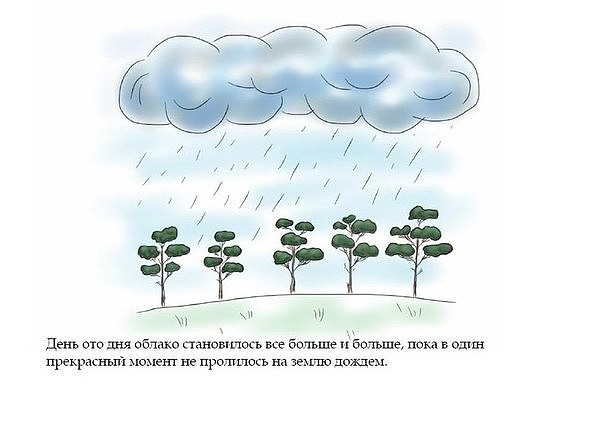 День ото дня облако становилось все больше и больше, пока в один
прекрасный момент не пролилось на землю дождем.